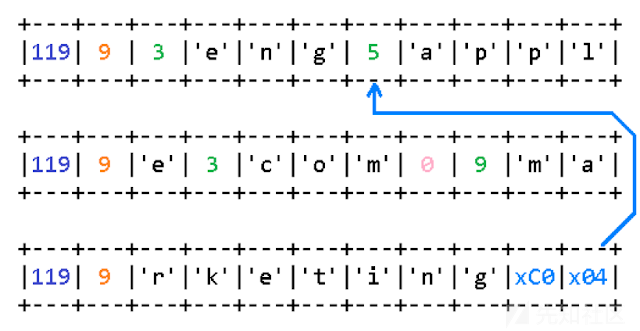 +---+---+---+---+---+---+---+---+---+---+---+
|119| 9 | 3 |'e'|'n'|'g'| 5 |'a'|'p'|'p'|'l'|
+---+---+---+---+---+---+---+---+---+---+---+
+---+---+---+---+---+---+---+---+---+---+---+
|119| 9 |'e'| 3 |'c'|'o'|'m'| 0 | 9 |'m'|'a'|
+---+---+---+---+---+---+---+---+---+---+---+
+---+---+---+---+---+---+---+---+---+---+---+
|119| 9 |'r'|'k'|'e'|'t'|'i'|'n'|'g'|xC0|x04|
+---+---+---+---+---+---+---+---+---+---+---+